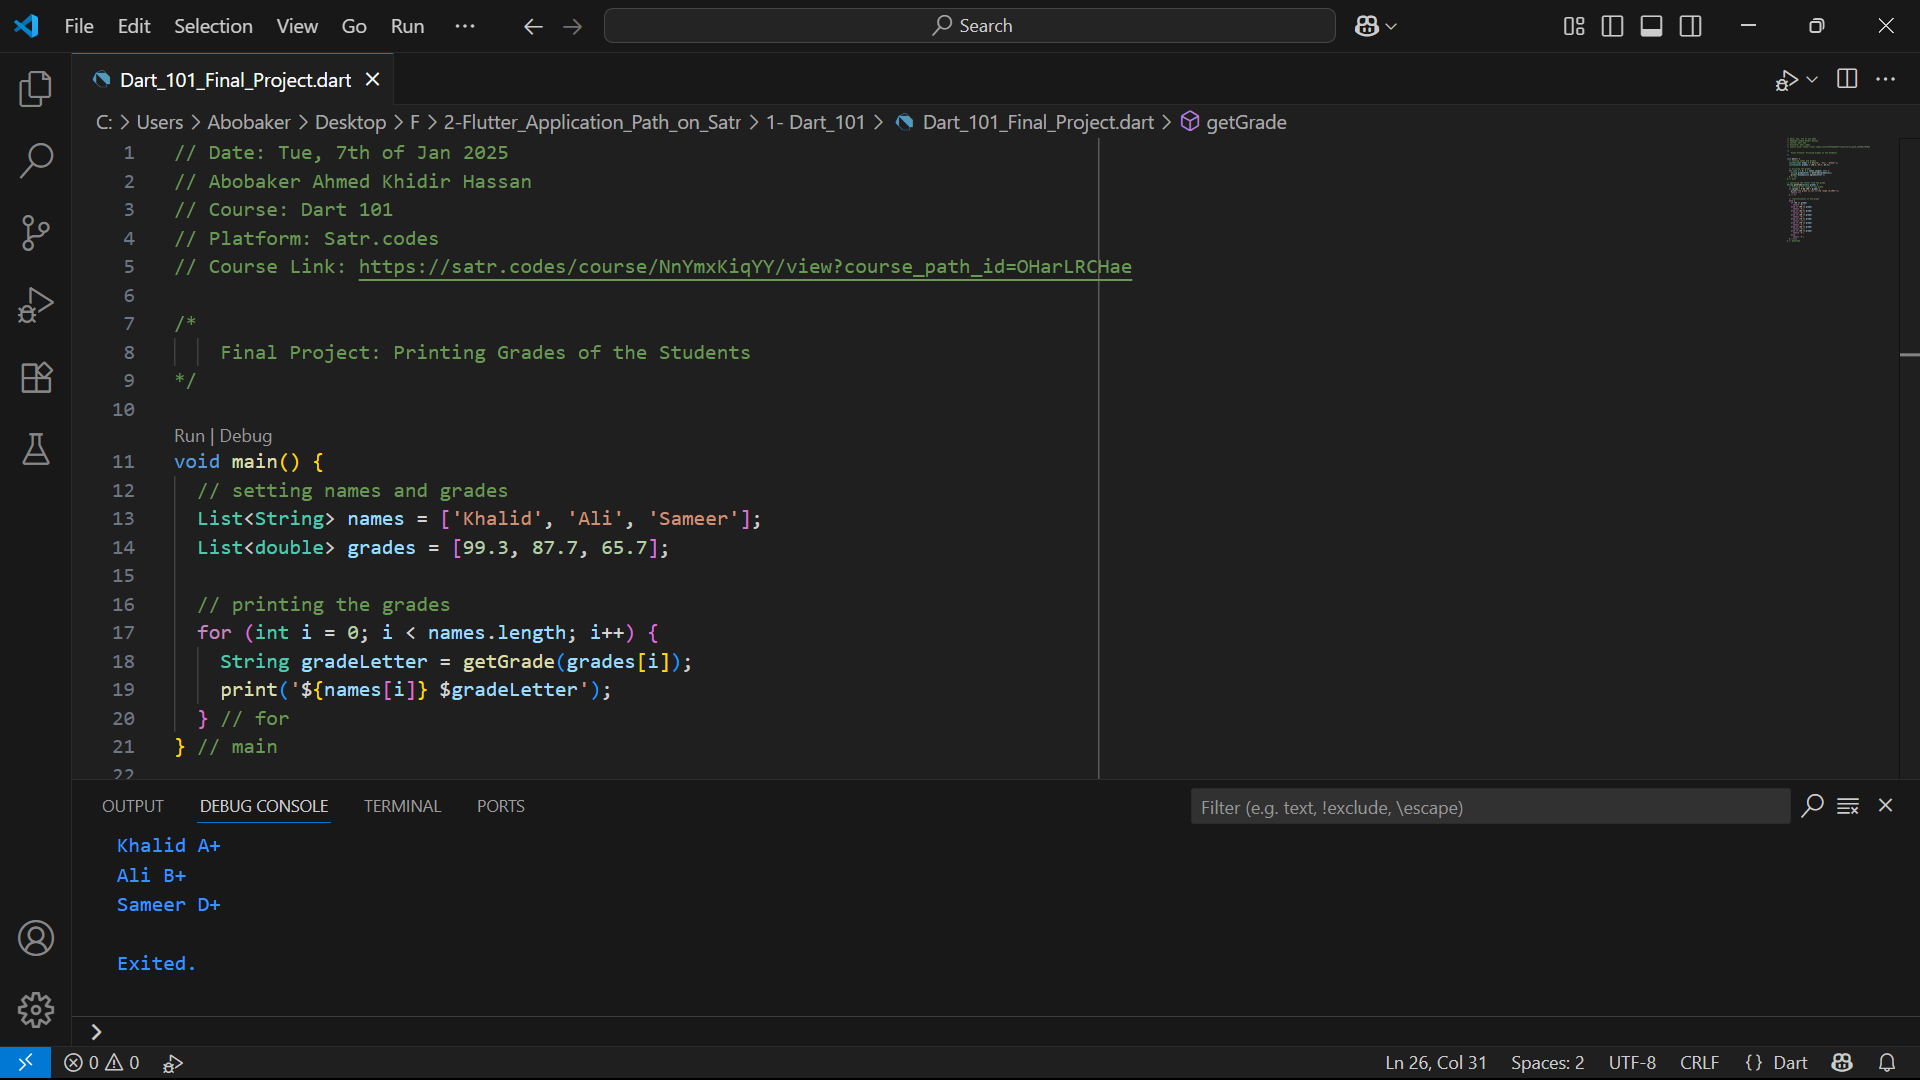 File Edit Selection View Go Run ··· Search
Dart_101_Final_Project.dart
C: > Users > Abobaker > Desktop > F > 2-Flutter_Application_Path_on_Satr > 1- Dart_101 > Dart_101_Final_Project.dart > getGrade
1 // Date: Tue, 7th of Jan 2025
2 // Abobaker Ahmed Khidir Hassan
3 // Course: Dart 101
4 // Platform: Satr.codes
5 // Course Link: https://satr.codes/course/NnYmxKiqYY/view?course_path_id=OHarLRCHae
6
7 /*
8 Final Project: Printing Grades of the Students
9 */
10
Run | Debug
11 void main() {
12 // setting names and grades
13 List<String> names = ['Khalid', 'Ali', 'Sameer'];
14 List<double> grades = [99.3, 87.7, 65.7];
15
16 // printing the grades
17 for (int i = 0; i < names.length; i++) {
18 String gradeLetter = getGrade(grades[i]);
19 print('${names[i]} $gradeLetter');
20 } // for
21 } // main
22
OUTPUT DEBUG CONSOLE TERMINAL PORTS Filter (e.g. text, !exclude, \escape)
Khalid A+
Ali B+
Sameer D+
Exited.
0 0 Ln 26, Col 31 Spaces: 2 UTF-8 CRLF {} Dart